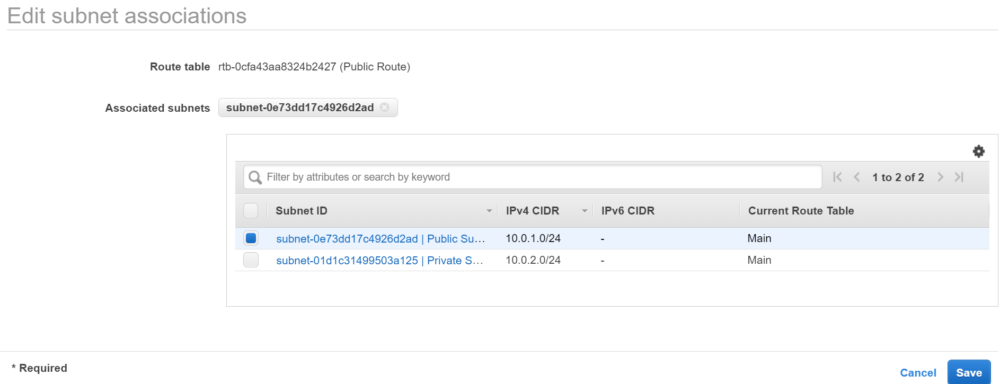 Edit subnet associations
Route table rtb-0cfa43aa8324b2427 (Public Route)
Associated subnets subnet-0e73dd17c4926d2ad
Filter by attributes or search by keyword 1 to 2 of 2
Subnet ID IPv4 CIDR IPv6 CIDR Current Route Table
subnet-0e73dd17c4926d2ad | Public Su... 10.0.1.0/24 - Main
subnet-01d1c31499503a125 | Private S... 10.0.2.0/24 - Main
* Required
Cancel Save